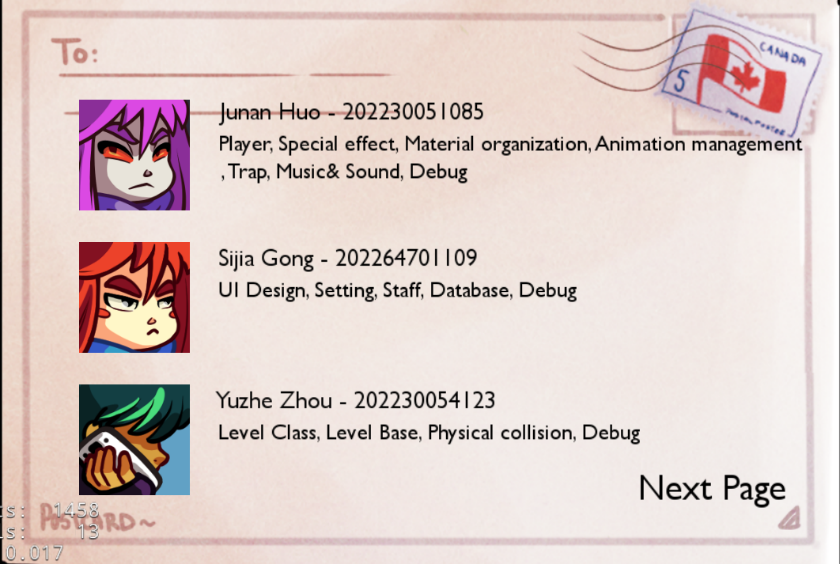 To:
CANADA
5
Junan Huo - 202230051085
Player, Special effect, Material organization, Animation management
, Trap, Music& Sound, Debug
Sijia Gong - 202264701109
UI Design, Setting, Staff, Database, Debug
Yuzhe Zhou - 202230054123
Level Class, Level Base, Physical collision, Debug
Next Page
POSTCARD~
1458
13
0.017